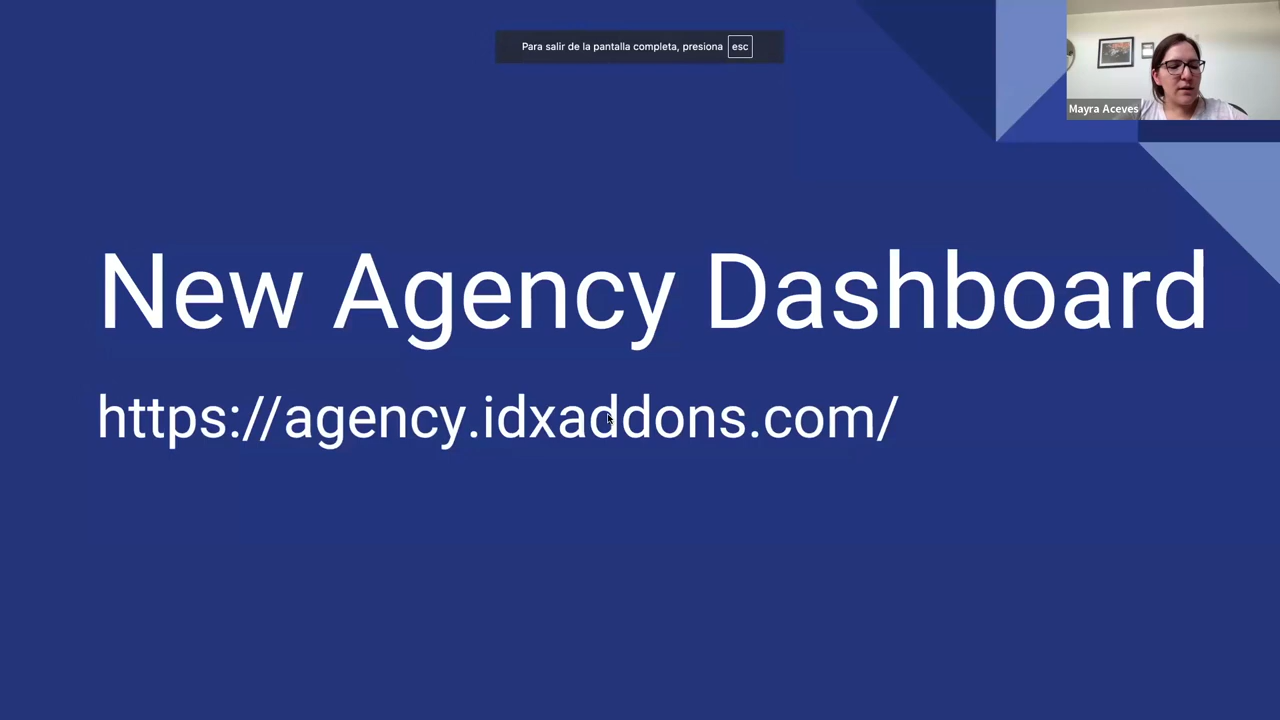 Para salir de la pantalla completa, presiona esc
Mayra Aceves
New Agency Dashboard
https://agency.idxaddons.com/